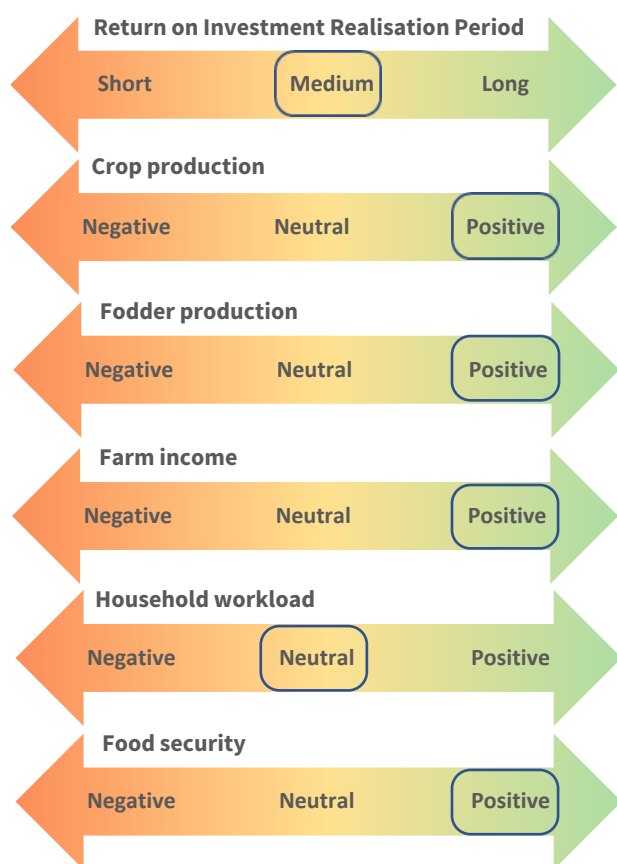 Return on Investment Realisation Period
Short Medium Long
Crop production
Negative Neutral Positive
Fodder production
Negative Neutral Positive
Farm income
Negative Neutral Positive
Household workload
Negative Neutral Positive
Food security
Negative Neutral Positive